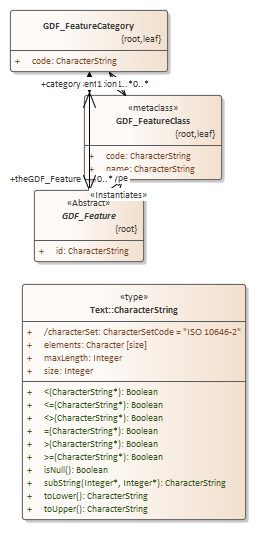 GDF_FeatureCategory
{root,leaf}
+ code: CharacterString
+category
1..*0..*
«metaclass»
GDF_FeatureClass
{root,leaf}
+ code: CharacterString
+ name: CharacterString
+theGDF_Feature
0..*
«Instantiates»
«Abstract»
GDF_Feature
{root}
+ id: CharacterString
«type»
Text::CharacterString
+ /characterSet: CharacterSetCode = "ISO 10646-2"
+ elements: Character [size]
+ maxLength: Integer
+ size: Integer
+ <(CharacterString*): Boolean
+ <=(CharacterString*): Boolean
+ <>(CharacterString*): Boolean
+ =(CharacterString*): Boolean
+ >(CharacterString*): Boolean
+ >=(CharacterString*): Boolean
+ isNull(): Boolean
+ subString(Integer*, Integer*): CharacterString
+ toLower(): CharacterString
+ toUpper(): CharacterString